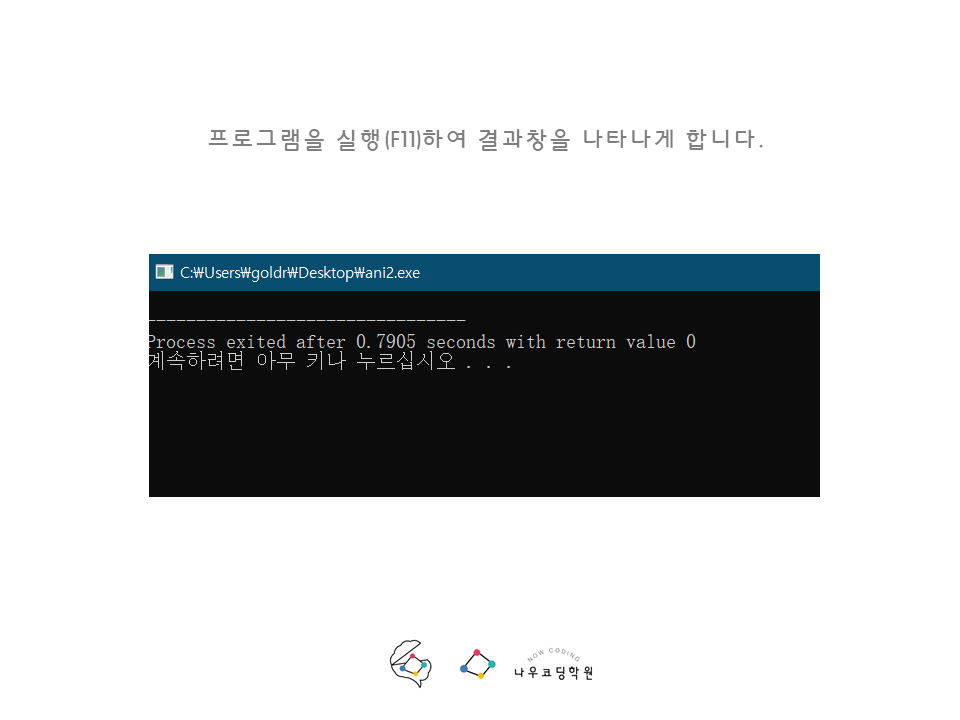 프로그램을 실행(F11)하여 결과창을 나타나게 합니다.
C:₩Users₩goldr₩Desktop₩ani2.exe
--------------------------------
Process exited after 0.7905 seconds with return value 0
계속하려면 아무 키나 누르십시오 . . .
NOW CODING
나우코딩학원